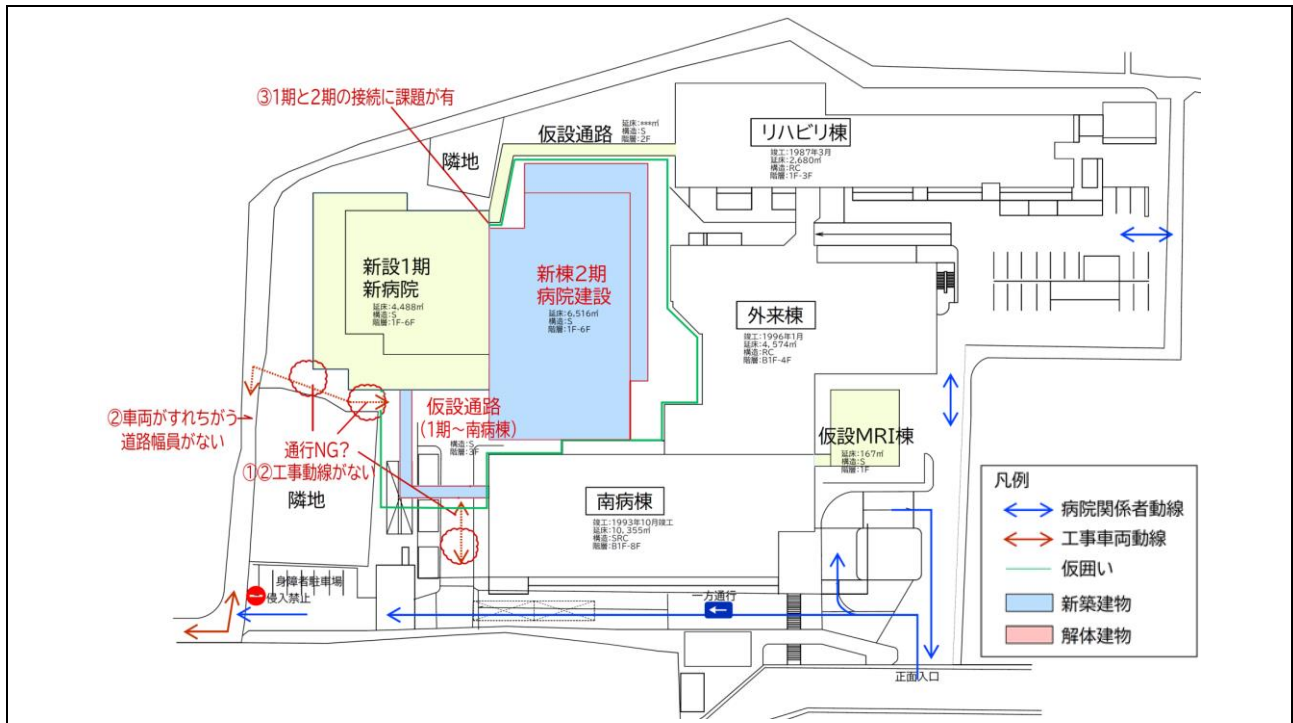 ③1期と2期の接続に課題が有
仮設通路
延床:***㎡
構造:S
階層:2F
リハビリ棟
竣工:1987年3月
延床:2,680㎡
構造:RC
階層:1F-3F
隣地
新設1期
新病院
延床:4,488㎡
構造:S
階層:1F-6F
新棟2期
病院建設
延床:6,516㎡
構造:S
階層:1F-6F
外来棟
竣工:1996年1月
延床:4,574㎡
構造:RC
階層:B1F-4F
②車両がすれちがう
道路幅員がない
仮設通路
(1期~南病棟)
構造:S
階層:3F
通行NG?
①②工事動線がない
隣地
仮設MRI棟
延床:167㎡
構造:S
階層:1F
南病棟
竣工:1993年10月竣工
延床:10,355㎡
構造:SRC
階層:B1F-8F
凡例
病院関係者動線
工事車両動線
仮囲い
新築建物
解体建物
身障者駐車場
侵入禁止
一方通行
正面入口